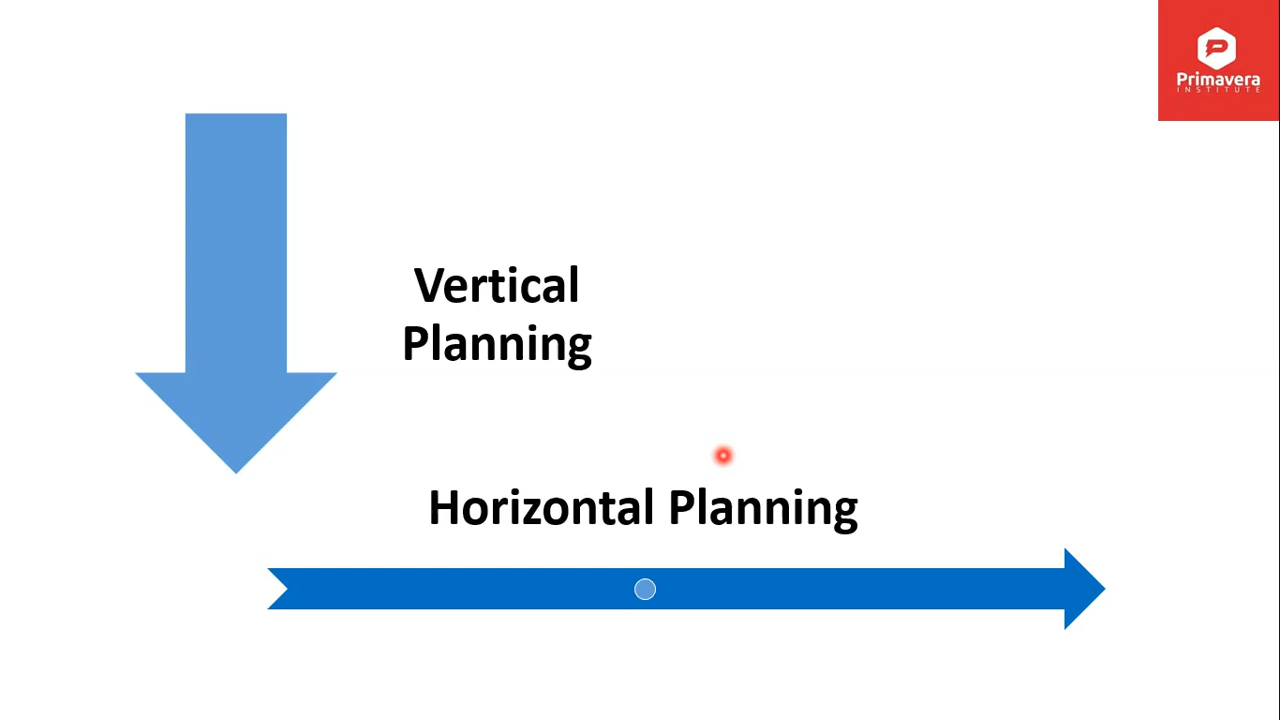 Primavera
INSTITUTE
Vertical
Planning
Horizontal Planning